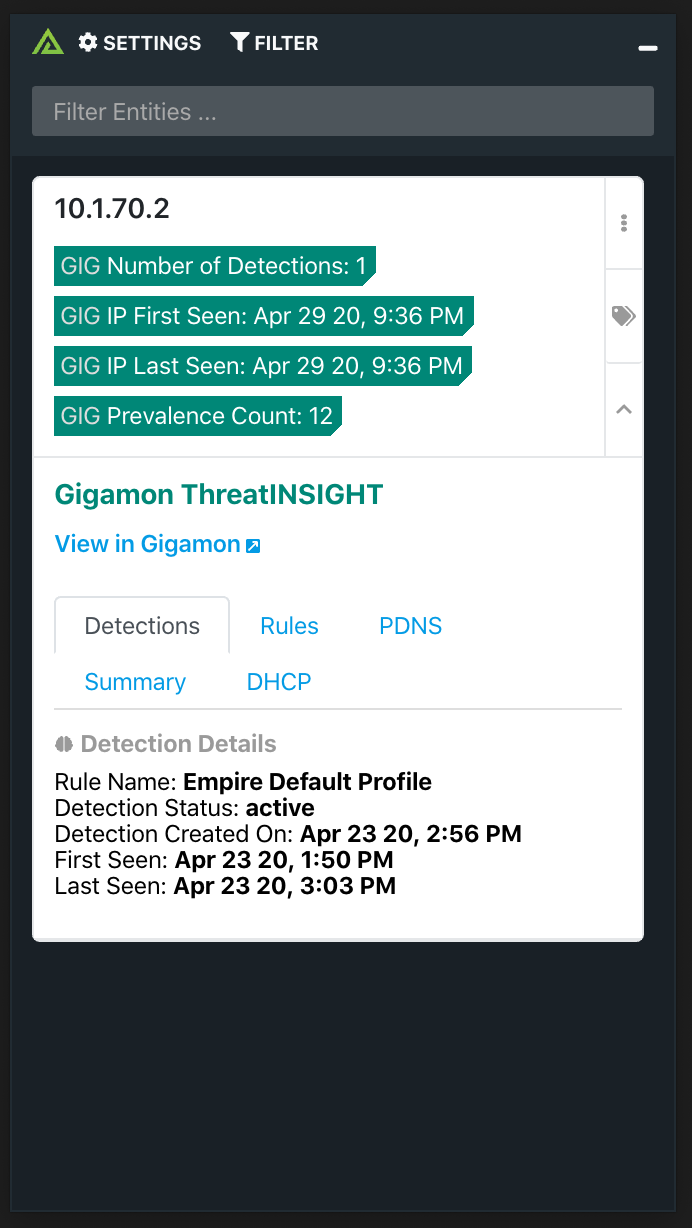 SETTINGS FILTER
Filter Entities ...
10.1.70.2
GIG Number of Detections: 1
GIG IP First Seen: Apr 29 20, 9:36 PM
GIG IP Last Seen: Apr 29 20, 9:36 PM
GIG Prevalence Count: 12
Gigamon ThreatINSIGHT
View in Gigamon
Detections Rules PDNS
Summary DHCP
Detection Details
Rule Name: Empire Default Profile
Detection Status: active
Detection Created On: Apr 23 20, 2:56 PM
First Seen: Apr 23 20, 1:50 PM
Last Seen: Apr 23 20, 3:03 PM